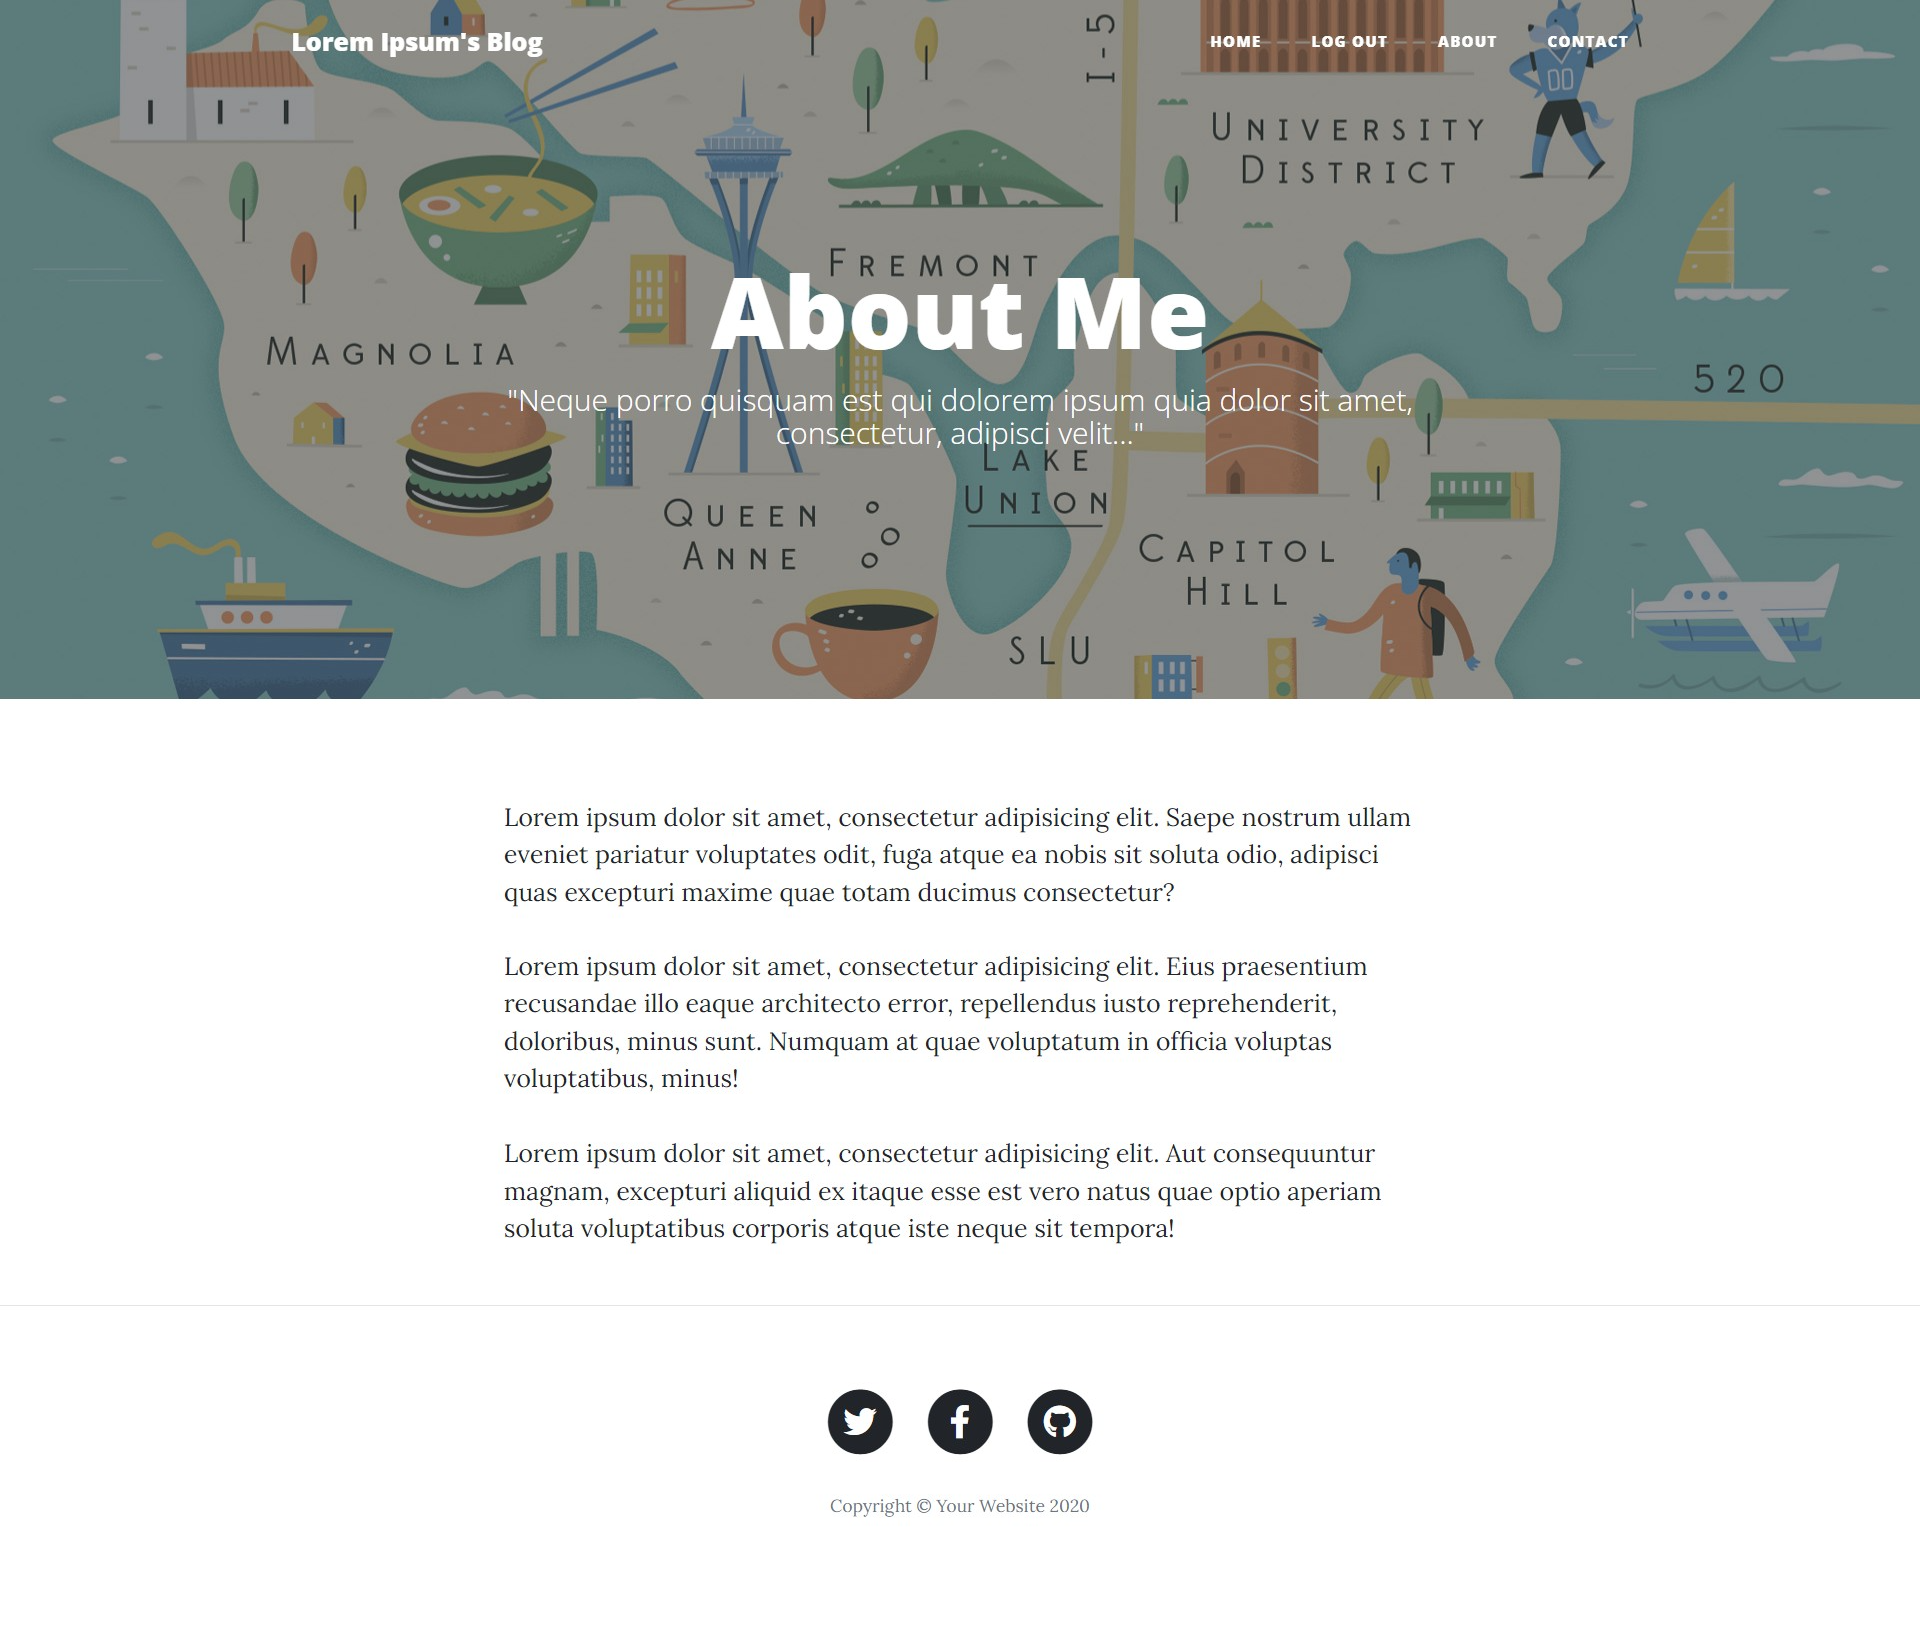 Lorem Ipsum's Blog
HOME
LOG OUT
ABOUT
CONTACT
I-5
UNIVERSITY
DISTRICT
00
FREMONT
About Me
MAGNOLIA
520
"Neque porro quisquam est qui dolorem ipsum quia dolor sit amet,
consectetur, adipisci velit..."
LAKE
UNION
QUEEN
ANNE
CAPITOL
HILL
SLU
Lorem ipsum dolor sit amet, consectetur adipisicing elit. Saepe nostrum ullam
eveniet pariatur voluptates odit, fuga atque ea nobis sit soluta odio, adipisci
quas excepturi maxime quae totam ducimus consectetur?
Lorem ipsum dolor sit amet, consectetur adipisicing elit. Eius praesentium
recusandae illo eaque architecto error, repellendus iusto reprehenderit,
doloribus, minus sunt. Numquam at quae voluptatum in officia voluptas
voluptatibus, minus!
Lorem ipsum dolor sit amet, consectetur adipisicing elit. Aut consequuntur
magnam, excepturi aliquid ex itaque esse est vero natus quae optio aperiam
soluta voluptatibus corporis atque iste neque sit tempora!
Copyright © Your Website 2020